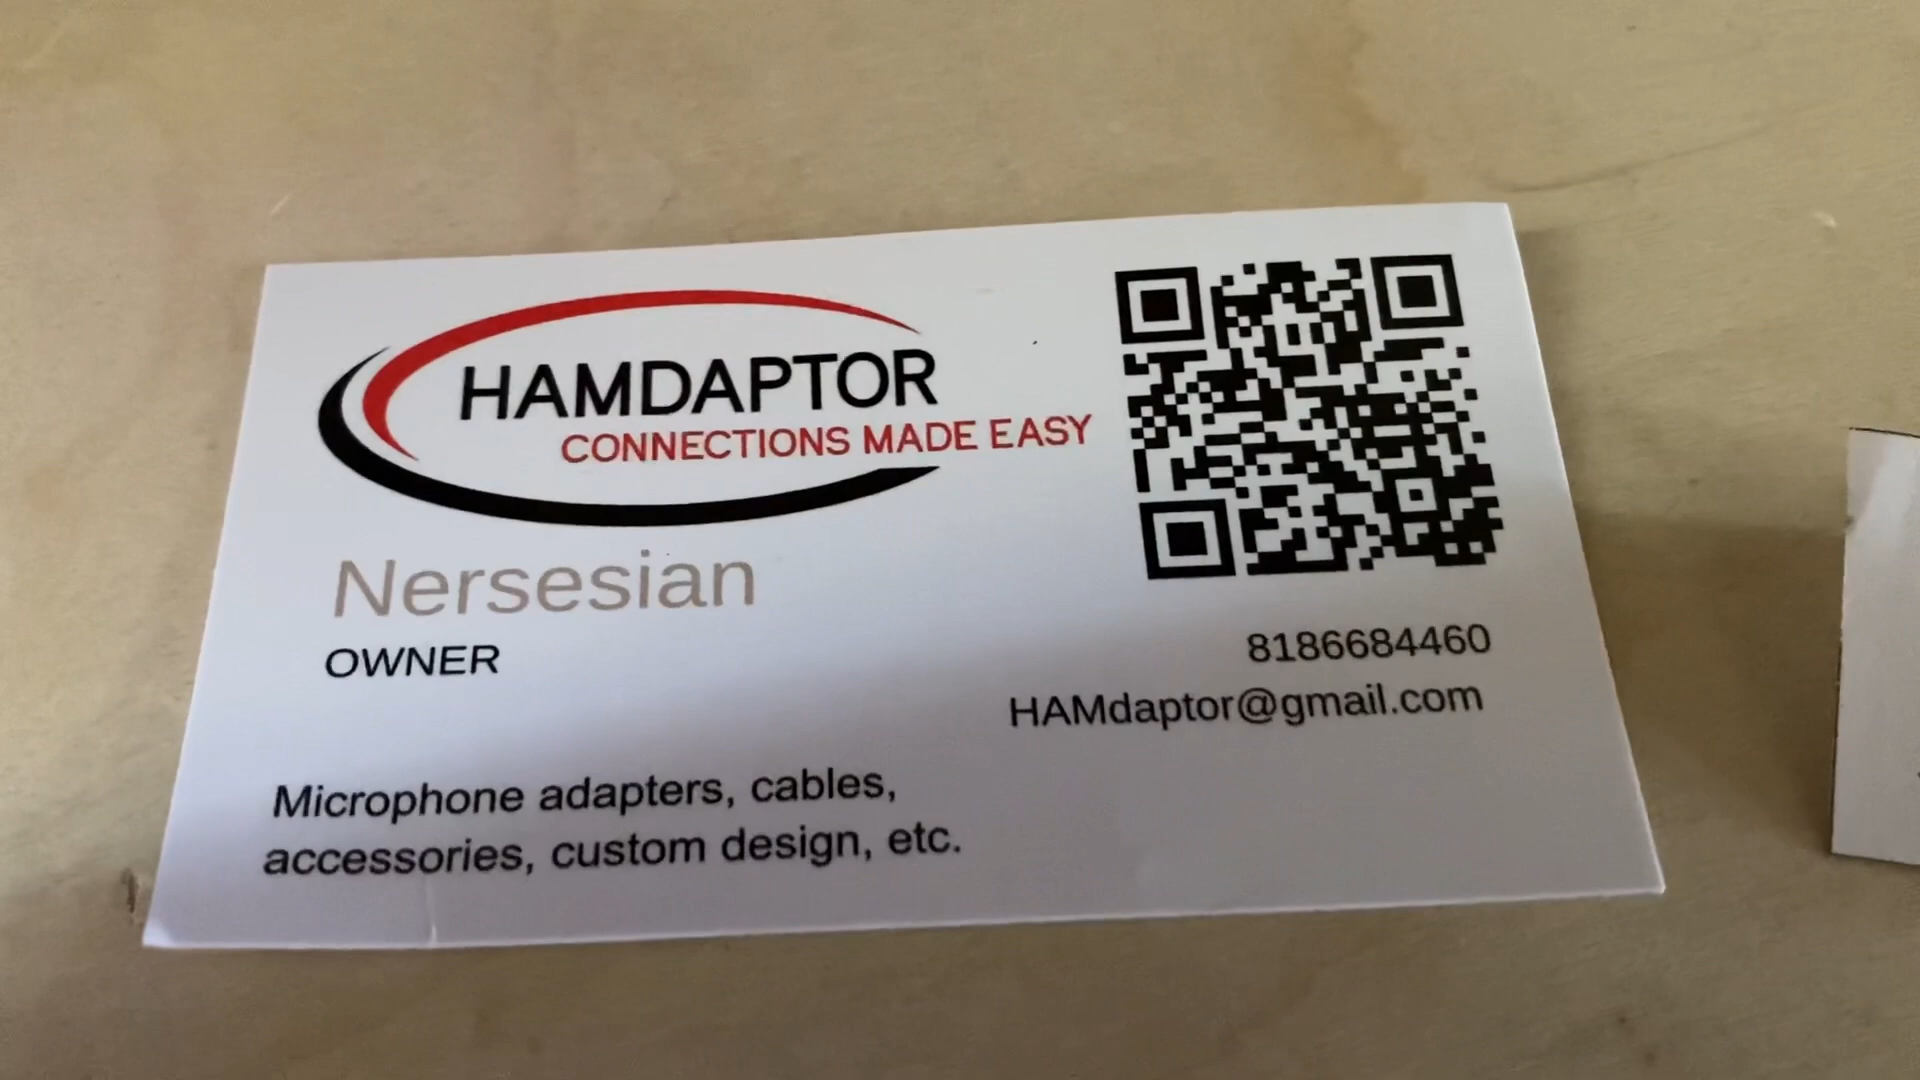 HAMDAPTOR
CONNECTIONS MADE EASY
Nersesian
OWNER
8186684460
HAMdaptor@gmail.com
Microphone adapters, cables,
accessories, custom design, etc.